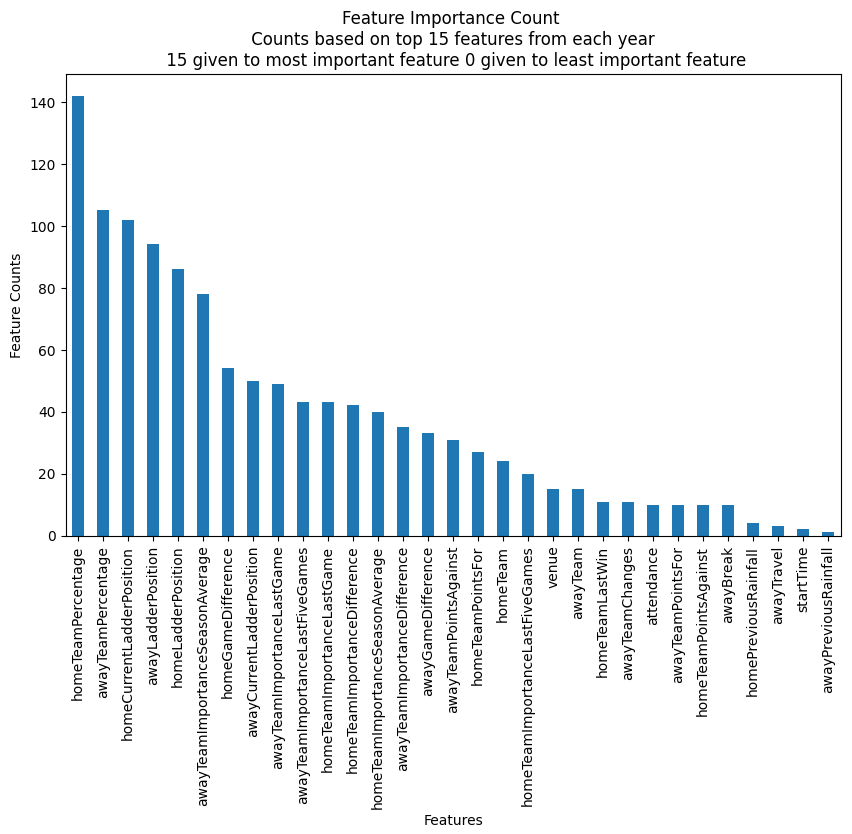 Feature Importance Count
Counts based on top 15 features from each year
15 given to most important feature 0 given to least important feature
Feature Counts
140
120
100
80
60
40
20
0
homeTeamPercentage
awayTeamPercentage
homeCurrentLadderPosition
awayLadderPosition
homeLadderPosition
awayTeamImportanceSeasonAverage
homeGameDifference
awayCurrentLadderPosition
awayTeamImportanceLastGame
awayTeamImportanceLastFiveGames
homeTeamImportanceLastGame
homeTeamImportanceDifference
homeTeamImportanceSeasonAverage
awayTeamImportanceDifference
awayGameDifference
awayTeamPointsAgainst
homeTeamPointsFor
homeTeam
homeTeamImportanceLastFiveGames
venue
awayTeam
homeTeamLastWin
awayTeamChanges
attendance
awayTeamPointsFor
homeTeamPointsAgainst
awayBreak
homePreviousRainfall
awayTravel
startTime
awayPreviousRainfall
Features